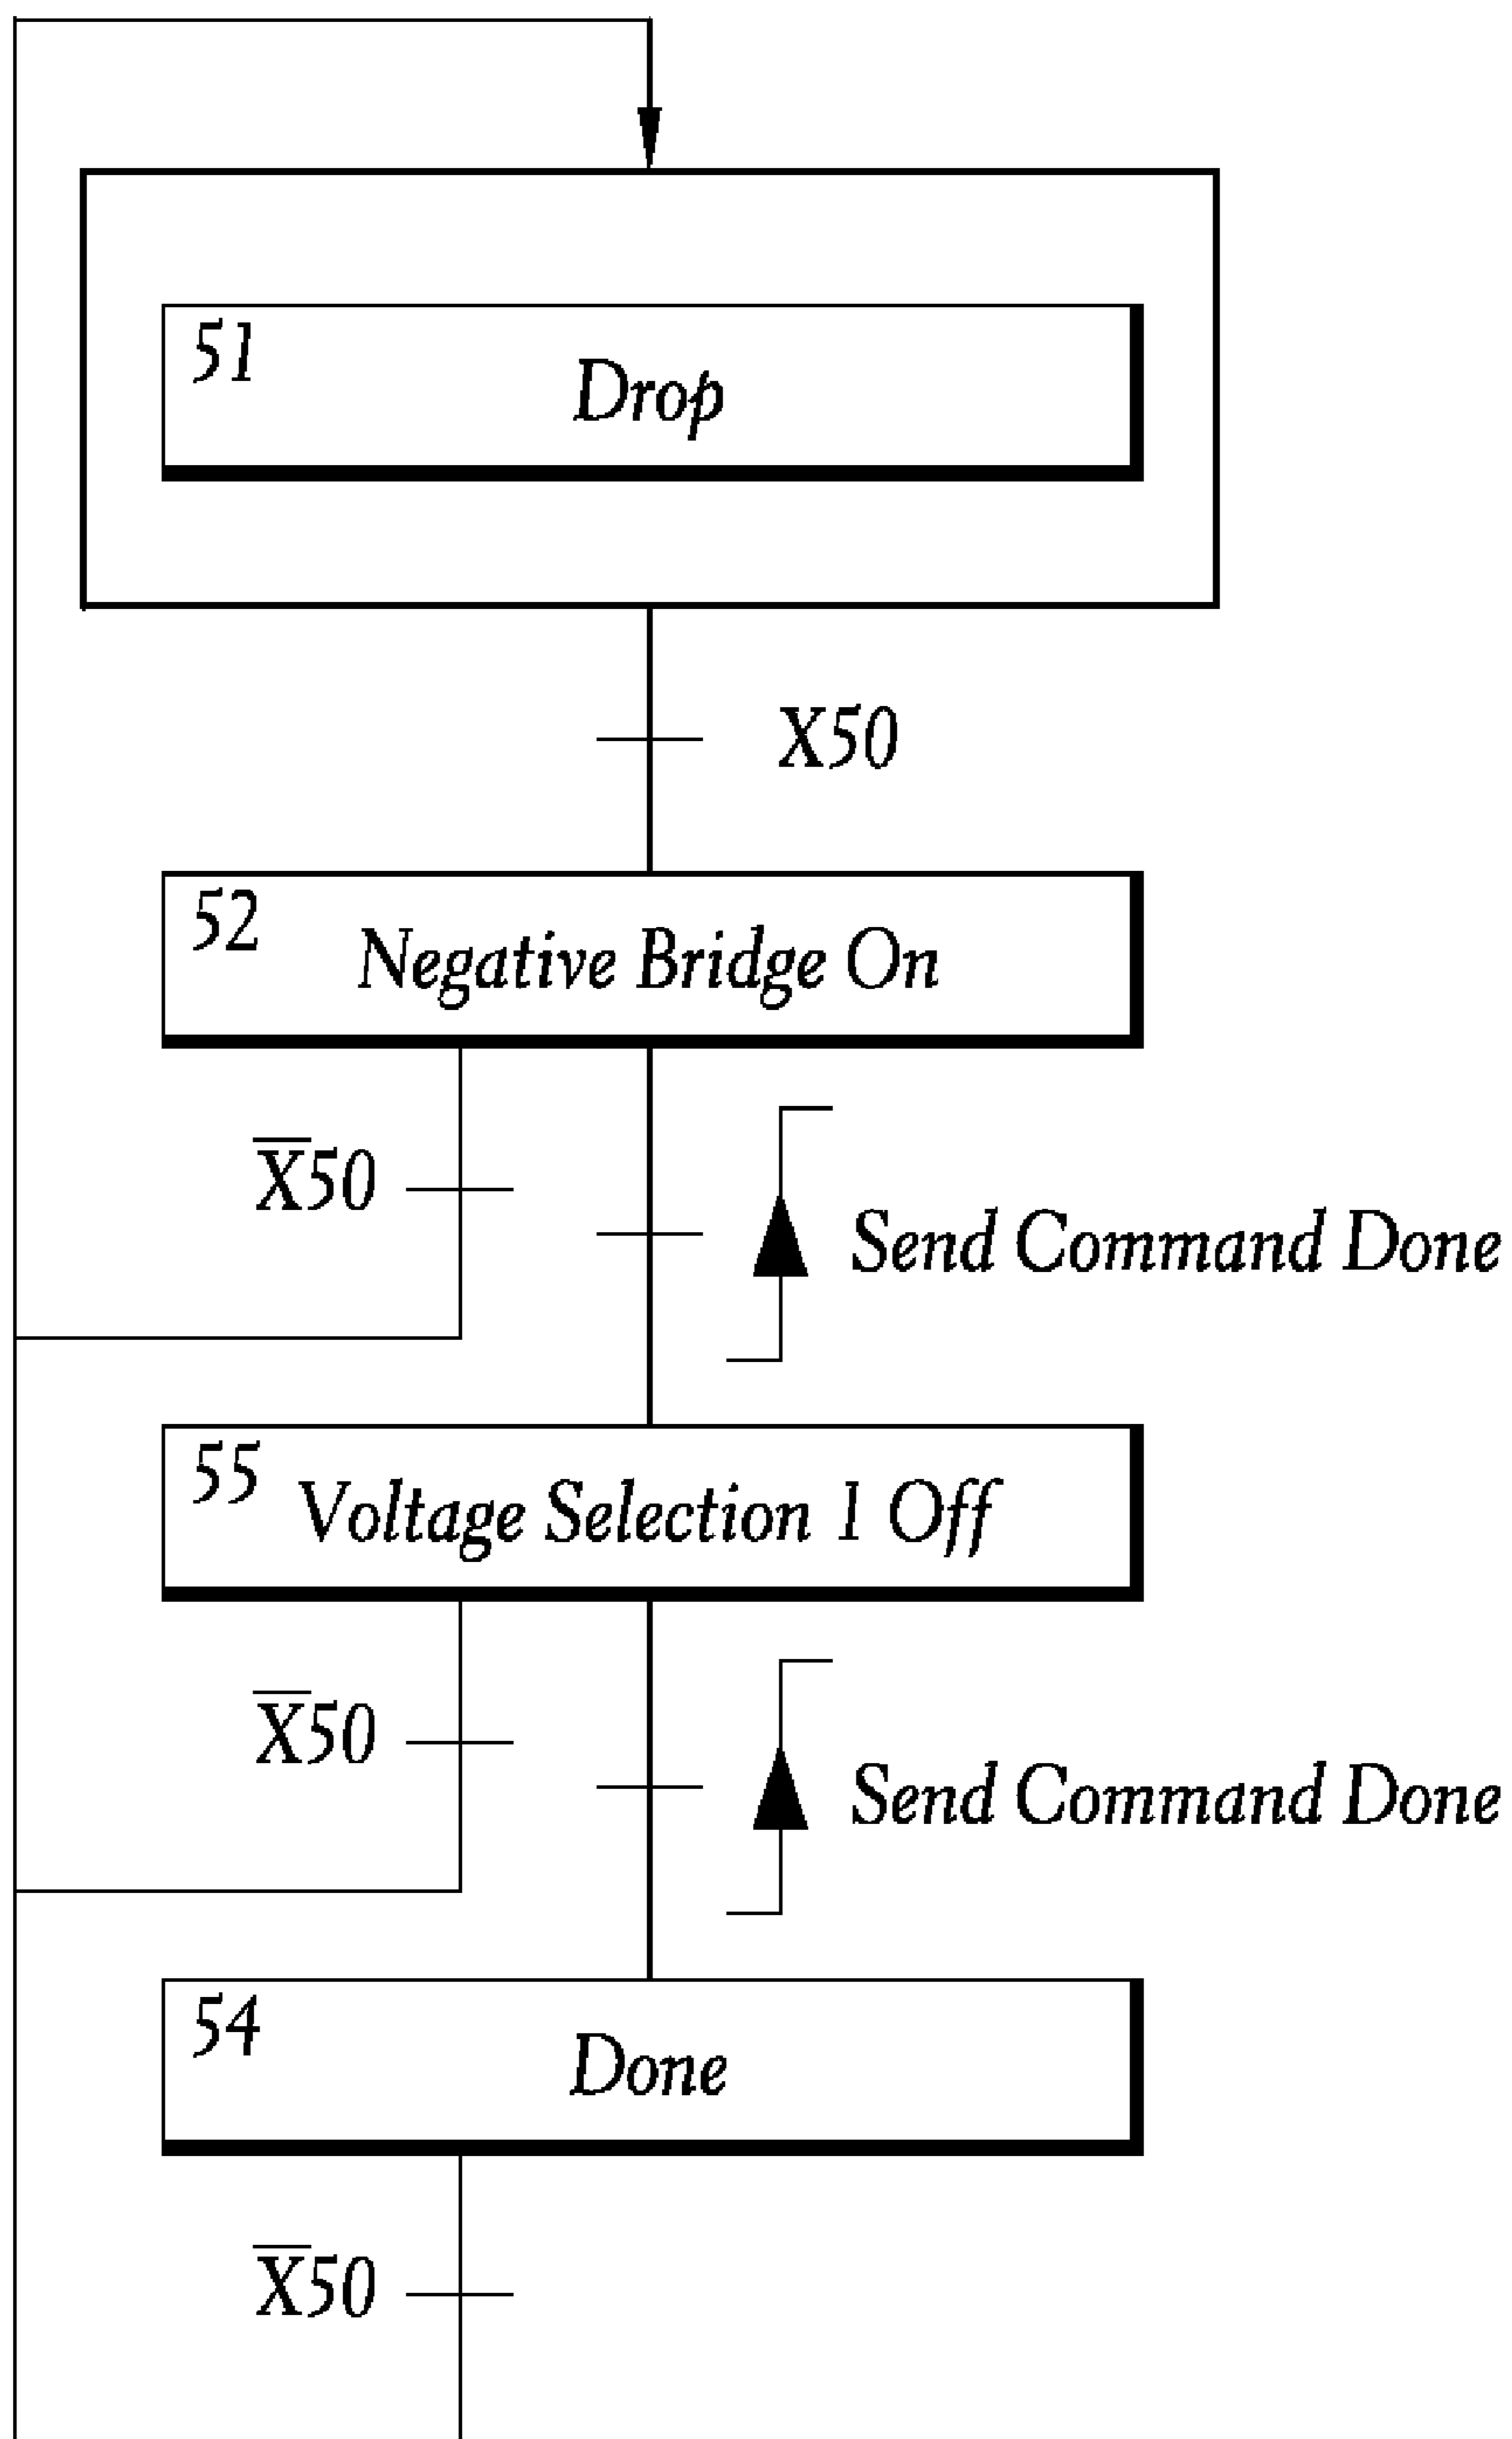 51
Drop
X50
52
Negative Bridge On
X̅50
Send Command Done
55
Voltage Selection 1 Off
X̅50
Send Command Done
54
Done
X̅50